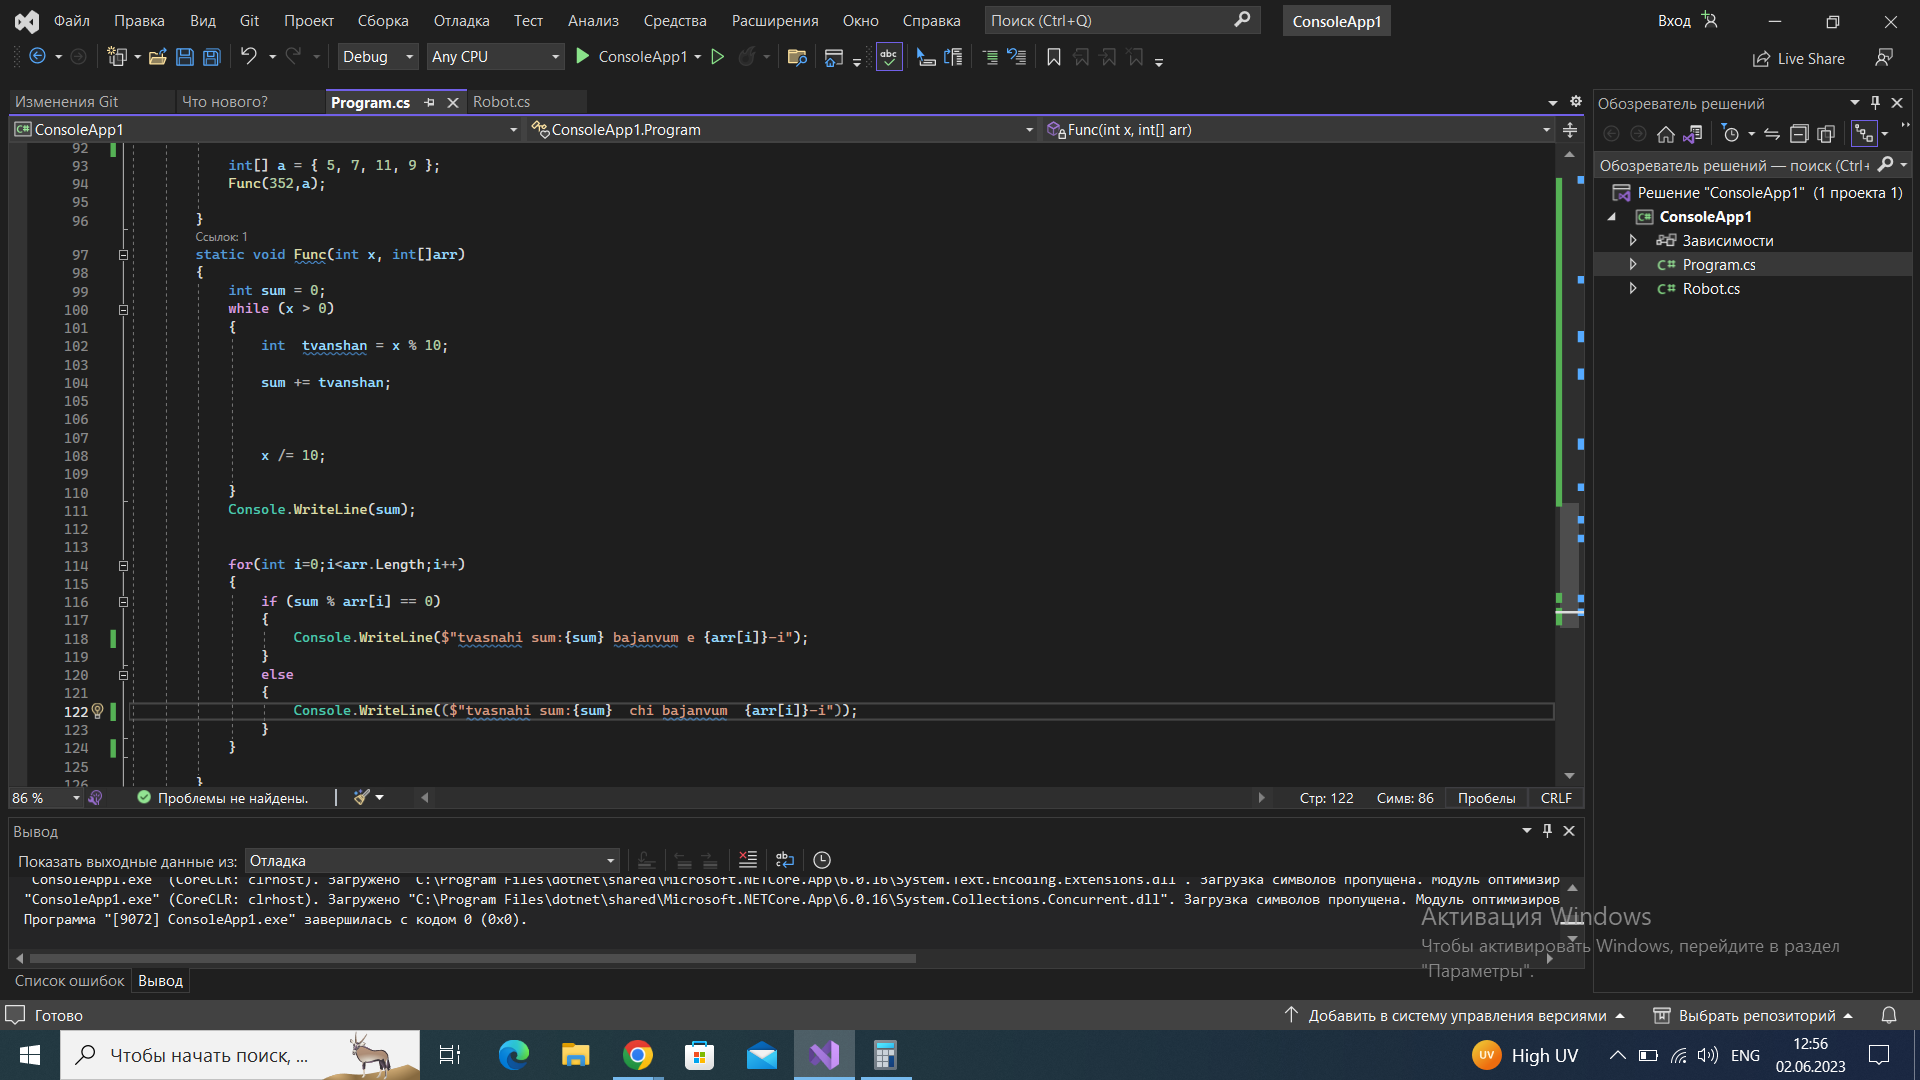 Файл Правка Вид Git Проект Сборка Отладка Тест Анализ Средства Расширения Окно Справка Поиск (Ctrl+Q) ConsoleApp1 Вход
Debug Any CPU ConsoleApp1 abc Live Share
Изменения Git Что нового? Program.cs Robot.cs
ConsoleApp1 ConsoleApp1.Program Func(int x, int[] arr)
92
93 int[] a = { 5, 7, 11, 9 };
94 Func(352,a);
95
96 }
Ссылок: 1
97 static void Func(int x, int[]arr)
98 {
99 int sum = 0;
100 while (x > 0)
101 {
102 int  tvanshan = x % 10;
103
104 sum += tvanshan;
105
106
107
108 x /= 10;
109
110 }
111 Console.WriteLine(sum);
112
113
114 for(int i=0;i<arr.Length;i++)
115 {
116 if (sum % arr[i] == 0)
117 {
118 Console.WriteLine($"tvasnahi sum:{sum} bajanvum e {arr[i]}-i");
119 }
120 else
121 {
122 Console.WriteLine(($"tvasnahi sum:{sum}  chi bajanvum  {arr[i]}-i"));
123 }
124 }
125
126 }
86 % Проблемы не найдены. Стр: 122 Симв: 86 Пробелы CRLF
Вывод
Показать выходные данные из: Отладка
"ConsoleApp1.exe" (CoreCLR: clrhost). Загружено "C:\Program Files\dotnet\shared\Microsoft.NETCore.App\6.0.16\System.Text.Encoding.Extensions.dll". Загрузка символов пропущена. Модуль оптимизир
"ConsoleApp1.exe" (CoreCLR: clrhost). Загружено "C:\Program Files\dotnet\shared\Microsoft.NETCore.App\6.0.16\System.Collections.Concurrent.dll". Загрузка символов пропущена. Модуль оптимизиров
Программа "[9072] ConsoleApp1.exe" завершилась с кодом 0 (0x0).
Список ошибок Вывод
Обозреватель решений
Обозреватель решений — поиск (Ctrl+
Решение "ConsoleApp1" (1 проекта 1)
ConsoleApp1
Зависимости
C# Program.cs
C# Robot.cs
Активация Windows
Чтобы активировать Windows, перейдите в раздел
"Параметры".
Готово Добавить в систему управления версиями Выбрать репозиторий
Чтобы начать поиск, ... UV High UV ENG 12:56
02.06.2023